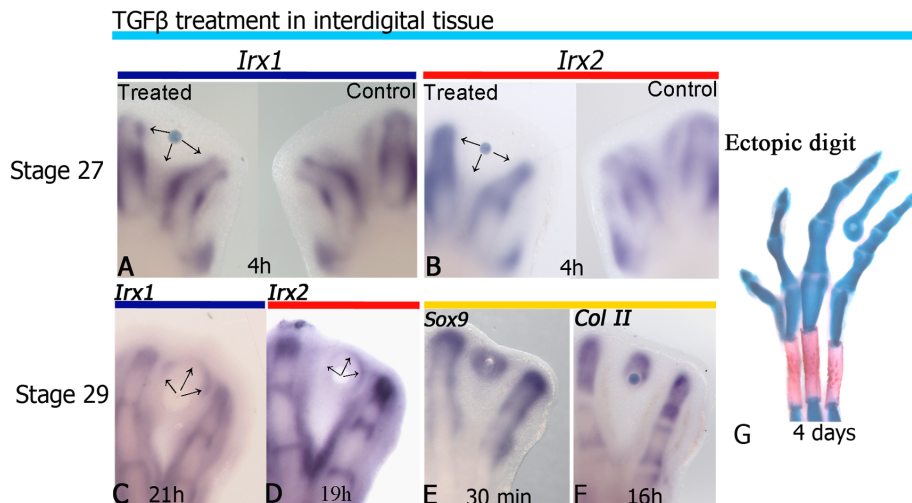 TGFβ treatment in interdigital tissue
Irx1
Irx2
Treated
Control
Treated
Control
Stage 27
A
4h
B
4h
Ectopic digit
Irx1
Irx2
Sox9
Col II
Stage 29
C
21h
D
19h
E
30 min
F
16h
G
4 days